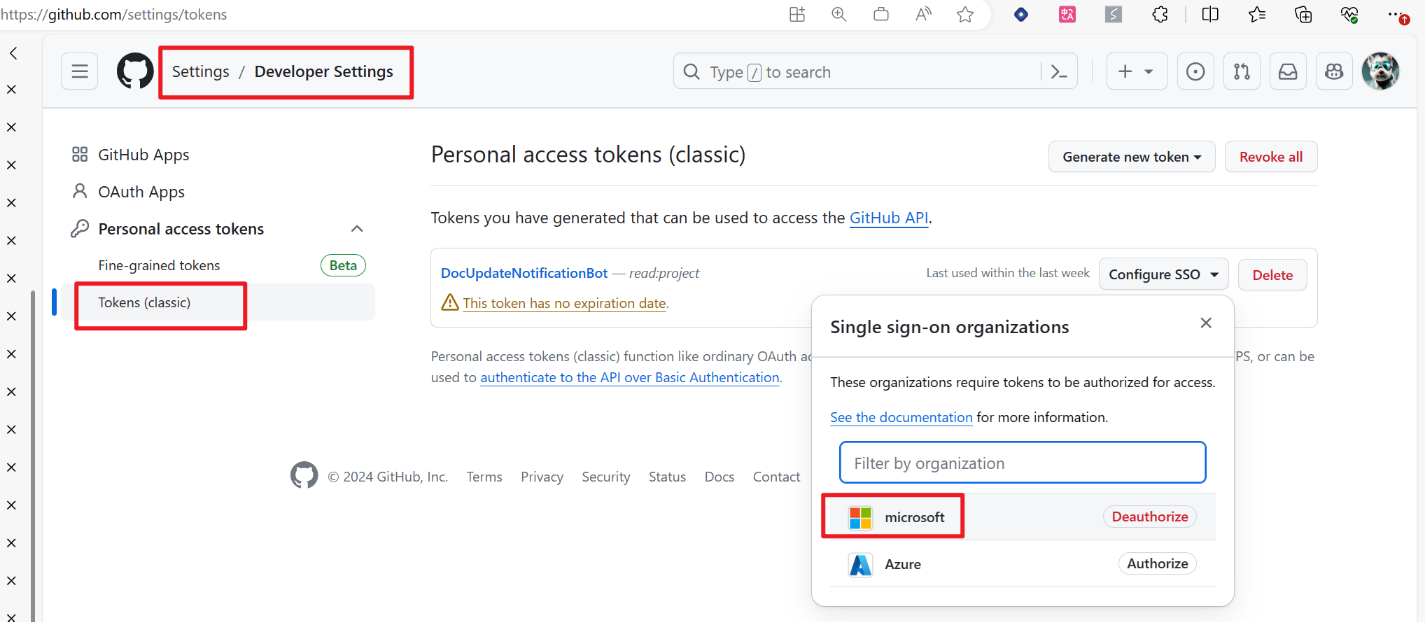 https://github.com/settings/tokens
Settings / Developer Settings
Type / to search
GitHub Apps
OAuth Apps
Personal access tokens
Fine-grained tokens Beta
Tokens (classic)
Personal access tokens (classic)
Generate new token
Revoke all
Tokens you have generated that can be used to access the GitHub API.
DocUpdateNotificationBot — read:project
Last used within the last week
Configure SSO
Delete
This token has no expiration date.
Personal access tokens (classic) function like ordinary OAuth ac PS, or can be
used to authenticate to the API over Basic Authentication.
Single sign-on organizations
These organizations require tokens to be authorized for access.
See the documentation for more information.
Filter by organization
microsoft Deauthorize
Azure Authorize
© 2024 GitHub, Inc. Terms Privacy Security Status Docs Contact